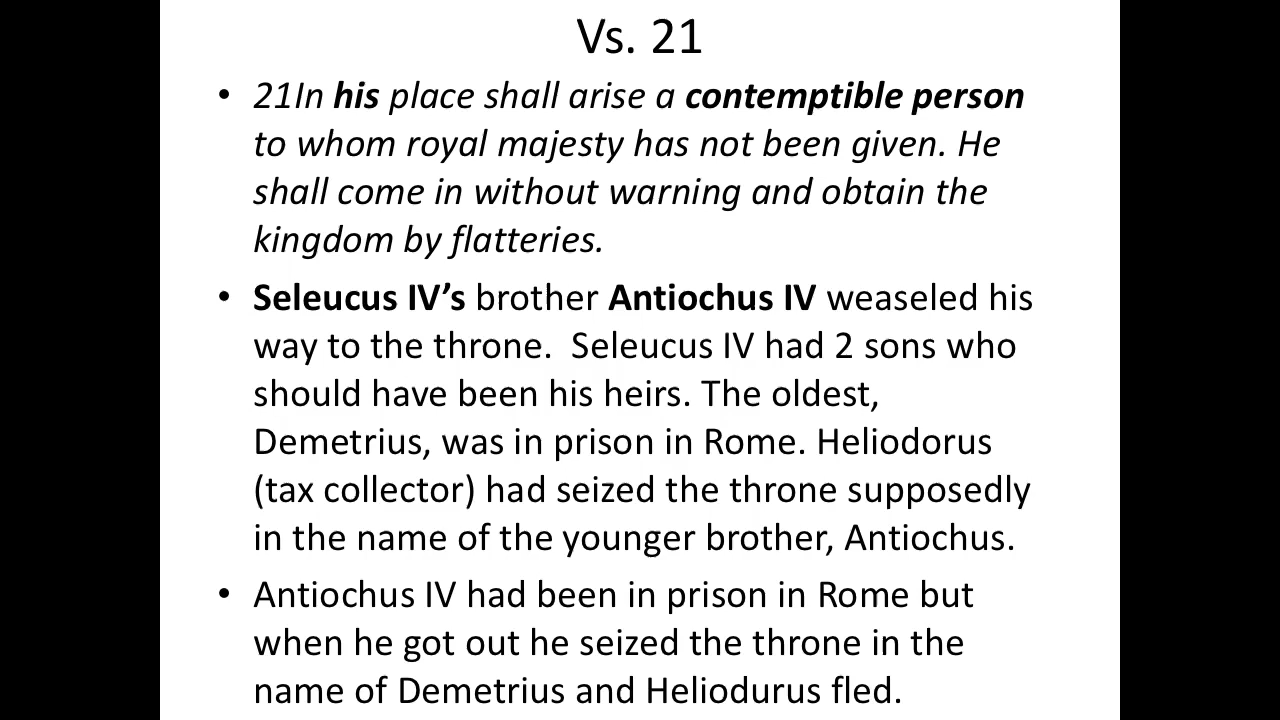 Vs. 21
• 21In his place shall arise a contemptible person
to whom royal majesty has not been given. He
shall come in without warning and obtain the
kingdom by flatteries.
• Seleucus IV’s brother Antiochus IV weaseled his
way to the throne.  Seleucus IV had 2 sons who
should have been his heirs. The oldest,
Demetrius, was in prison in Rome. Heliodorus
(tax collector) had seized the throne supposedly
in the name of the younger brother, Antiochus.
• Antiochus IV had been in prison in Rome but
when he got out he seized the throne in the
name of Demetrius and Heliodurus fled.